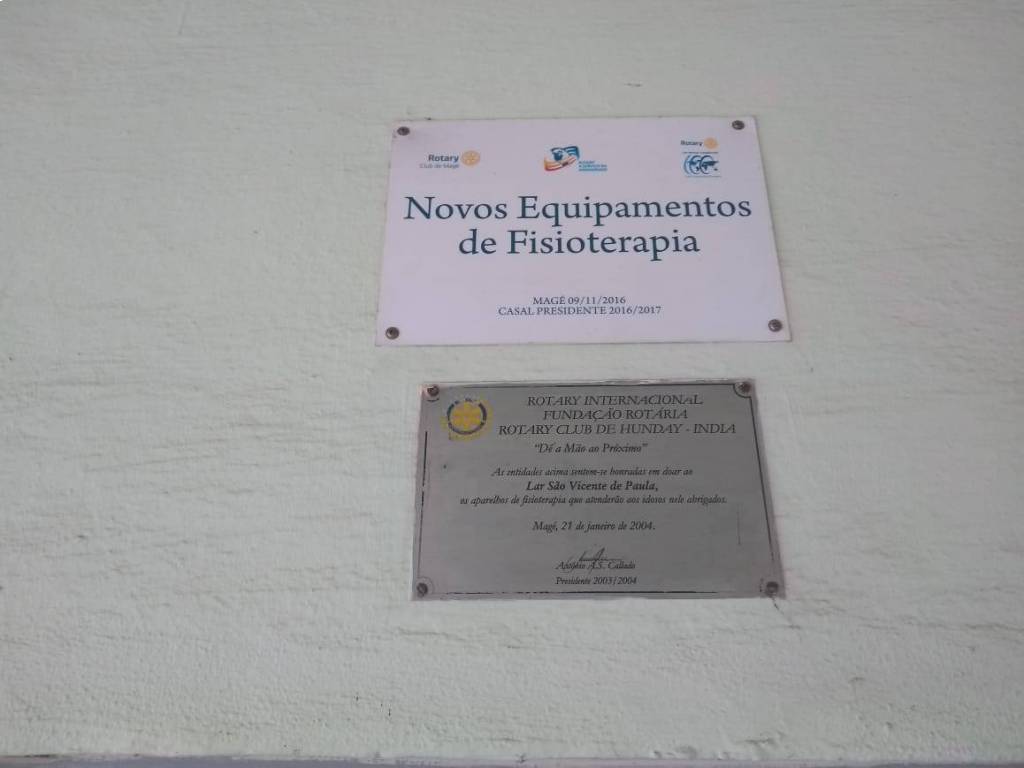 Rotary
Club de Magé
Rotary
Novos Equipamentos
de Fisioterapia
MAGÉ 09/11/2016
CASAL PRESIDENTE 2016/2017
ROTARY INTERNACIONAL
FUNDAÇÃO ROTÁRIA
ROTARY CLUB DE HUNDAY - INDIA
"Dê a Mão ao Próximo"
As entidades acima sentem-se honradas em doar ao
Lar São Vicente de Paula,
os aparelhos de fisioterapia que atenderão aos idosos nele abrigados.
Magé, 21 de janeiro de 2004.
Antônio A.S. Callado
Presidente 2003/2004